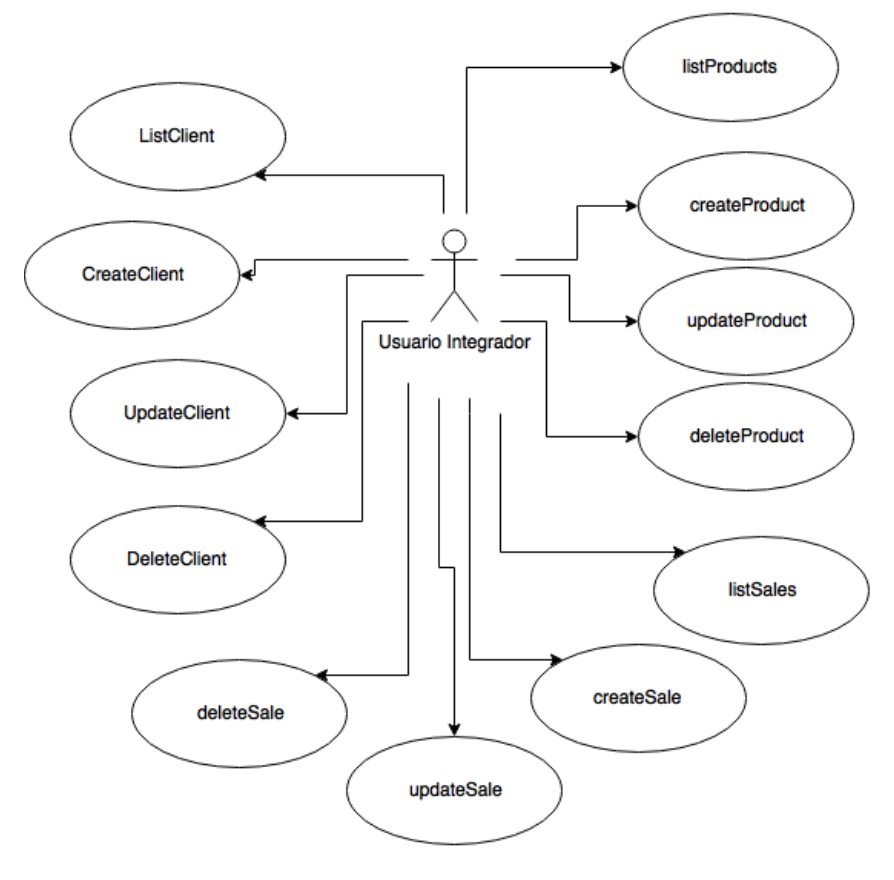 listProducts
ListClient
createProduct
CreateClient
updateProduct
Usuario Integrador
UpdateClient
deleteProduct
DeleteClient
listSales
createSale
deleteSale
updateSale